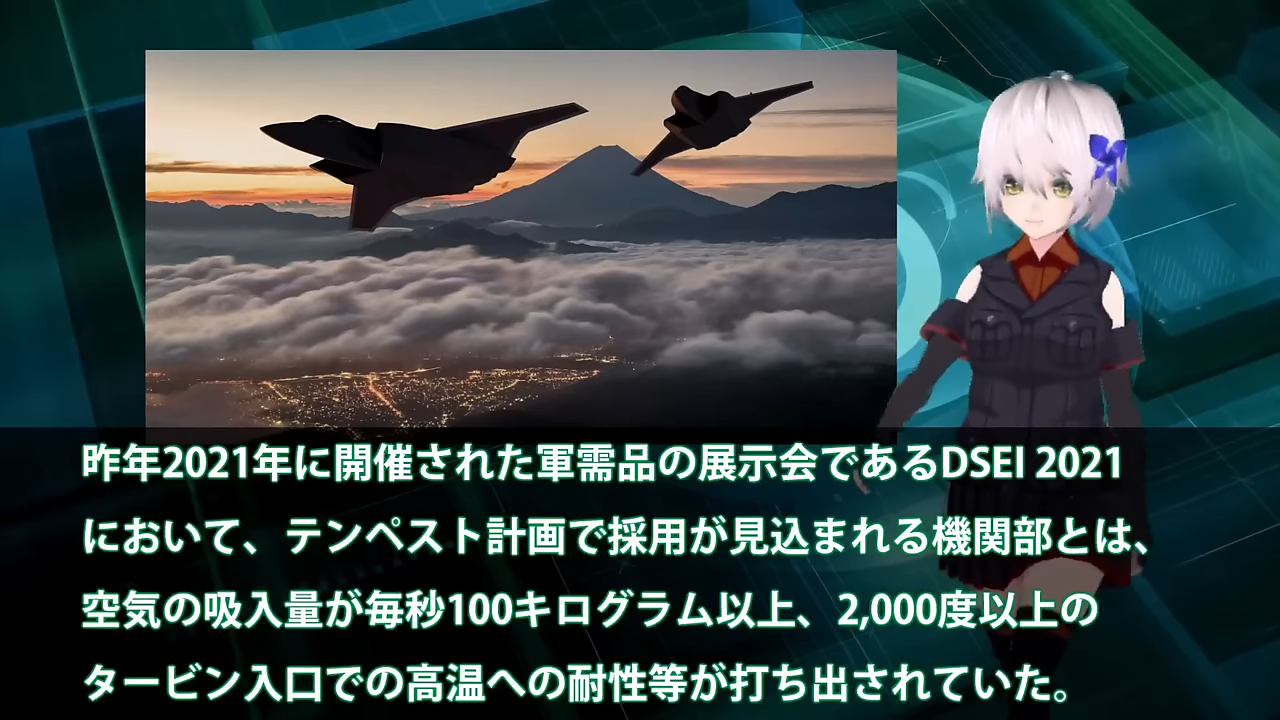 昨年2021年に開催された軍需品の展示会であるDSEI 2021
において、テンペスト計画で採用が見込まれる機関部とは、
空気の吸入量が毎秒100キログラム以上、2,000度以上の
タービン入口での高温への耐性等が打ち出されていた。